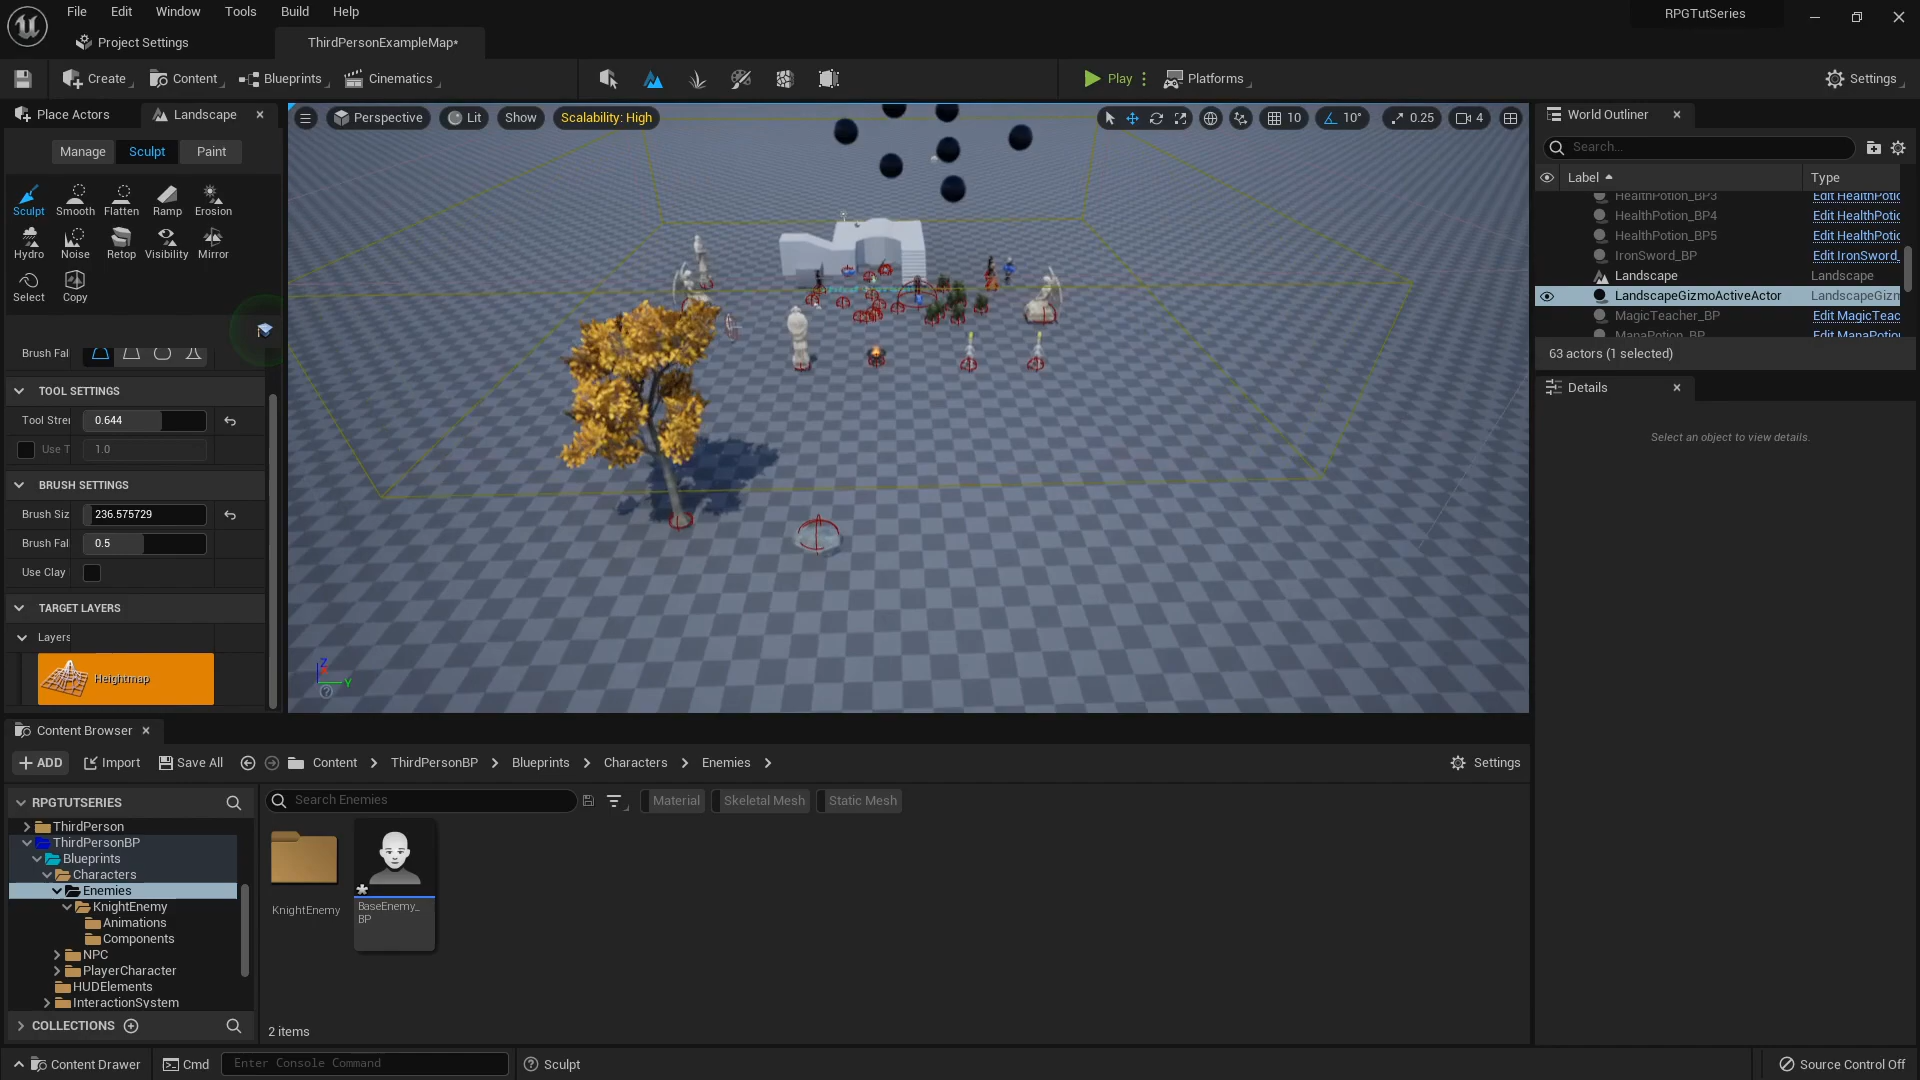 File Edit Window Tools Build Help
RPGTutSeries
Project Settings
ThirdPersonExampleMap*
Create
Content
Blueprints
Cinematics
Play
Platforms
Settings
Place Actors
Landscape
Manage
Sculpt
Paint
Sculpt
Smooth
Flatten
Ramp
Erosion
Hydro
Noise
Retop
Visibility
Mirror
Select
Copy
Brush Fal
TOOL SETTINGS
Tool Strer
0.644
Use T
1.0
BRUSH SETTINGS
Brush Siz
236.575729
Brush Fal
0.5
Use Clay
TARGET LAYERS
Layers
Heightmap
Perspective
Lit
Show
Scalability: High
10
10°
0.25
4
Z
Y
World Outliner
Search...
Label
Type
HealthPotion_BP3
Edit HealthPotic
HealthPotion_BP4
Edit HealthPotic
HealthPotion_BP5
Edit HealthPotic
IronSword_BP
Edit IronSword_
Landscape
Landscape
LandscapeGizmoActiveActor
LandscapeGizm
MagicTeacher_BP
Edit MagicTeac
ManaPotion_BP
Edit ManaPotion
63 actors (1 selected)
Details
Select an object to view details.
Content Browser
ADD
Import
Save All
Content
ThirdPersonBP
Blueprints
Characters
Enemies
Settings
RPGTUTSERIES
ThirdPerson
ThirdPersonBP
Blueprints
Characters
Enemies
KnightEnemy
Animations
Components
NPC
PlayerCharacter
HUDElements
InteractionSystem
COLLECTIONS
Search Enemies
Material
Skeletal Mesh
Static Mesh
KnightEnemy
BaseEnemy_
BP
2 items
Content Drawer
Cmd
Enter Console Command
Sculpt
Source Control Off